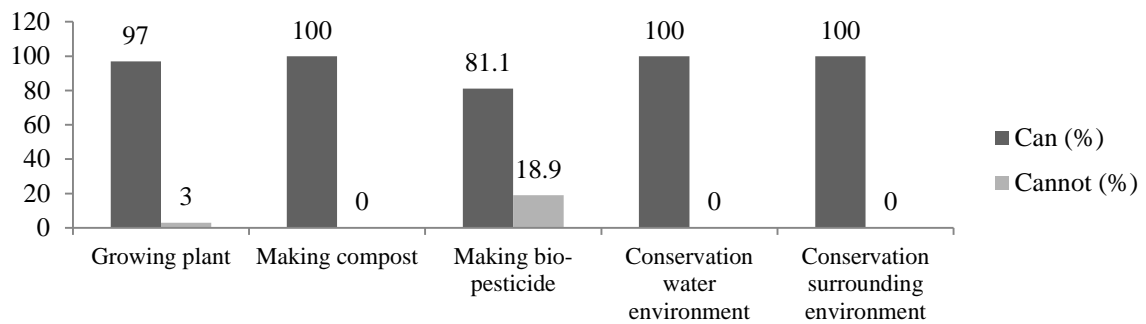 120
100
80
60
40
20
0
97
3
100
0
81.1
18.9
100
0
100
0
Growing plant
Making compost
Making bio-
pesticide
Conservation
water
environment
Conservation
surrounding
environment
Can (%)
Cannot (%)